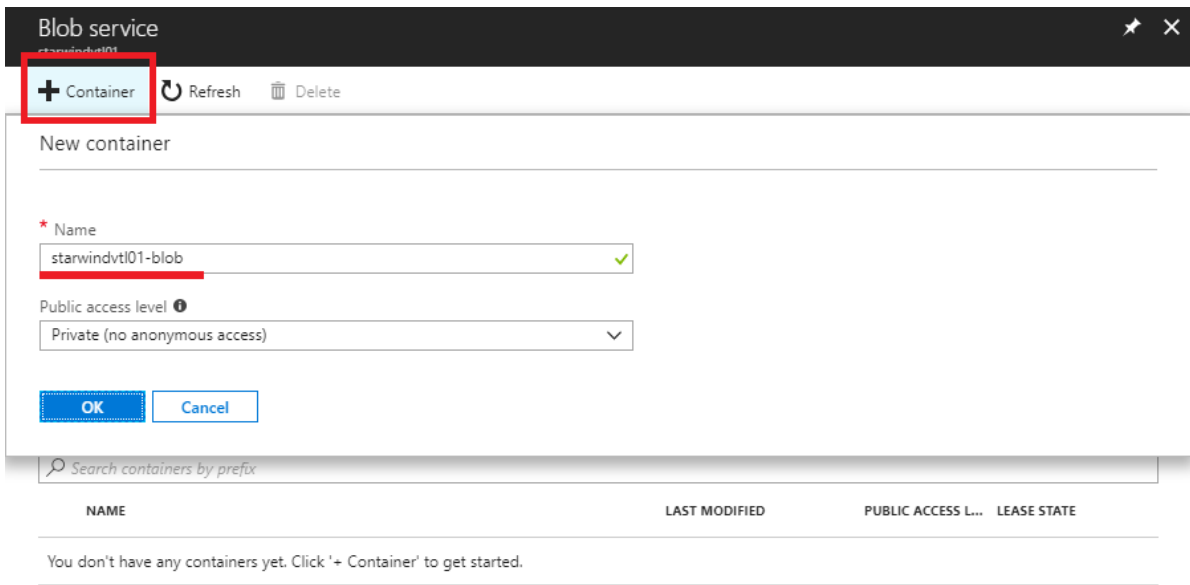 Blob service
starwindvtl01
Container Refresh Delete
New container
* Name
starwindvtl01-blob
Public access level
Private (no anonymous access)
OK Cancel
Search containers by prefix
NAME LAST MODIFIED PUBLIC ACCESS L... LEASE STATE
You don't have any containers yet. Click '+ Container' to get started.